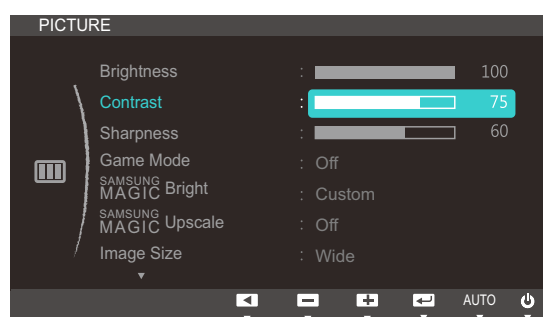 PICTURE
Brightness : 100
Contrast : 75
Sharpness : 60
Game Mode : Off
SAMSUNG MAGIC Bright : Custom
SAMSUNG MAGIC Upscale : Off
Image Size : Wide
AUTO